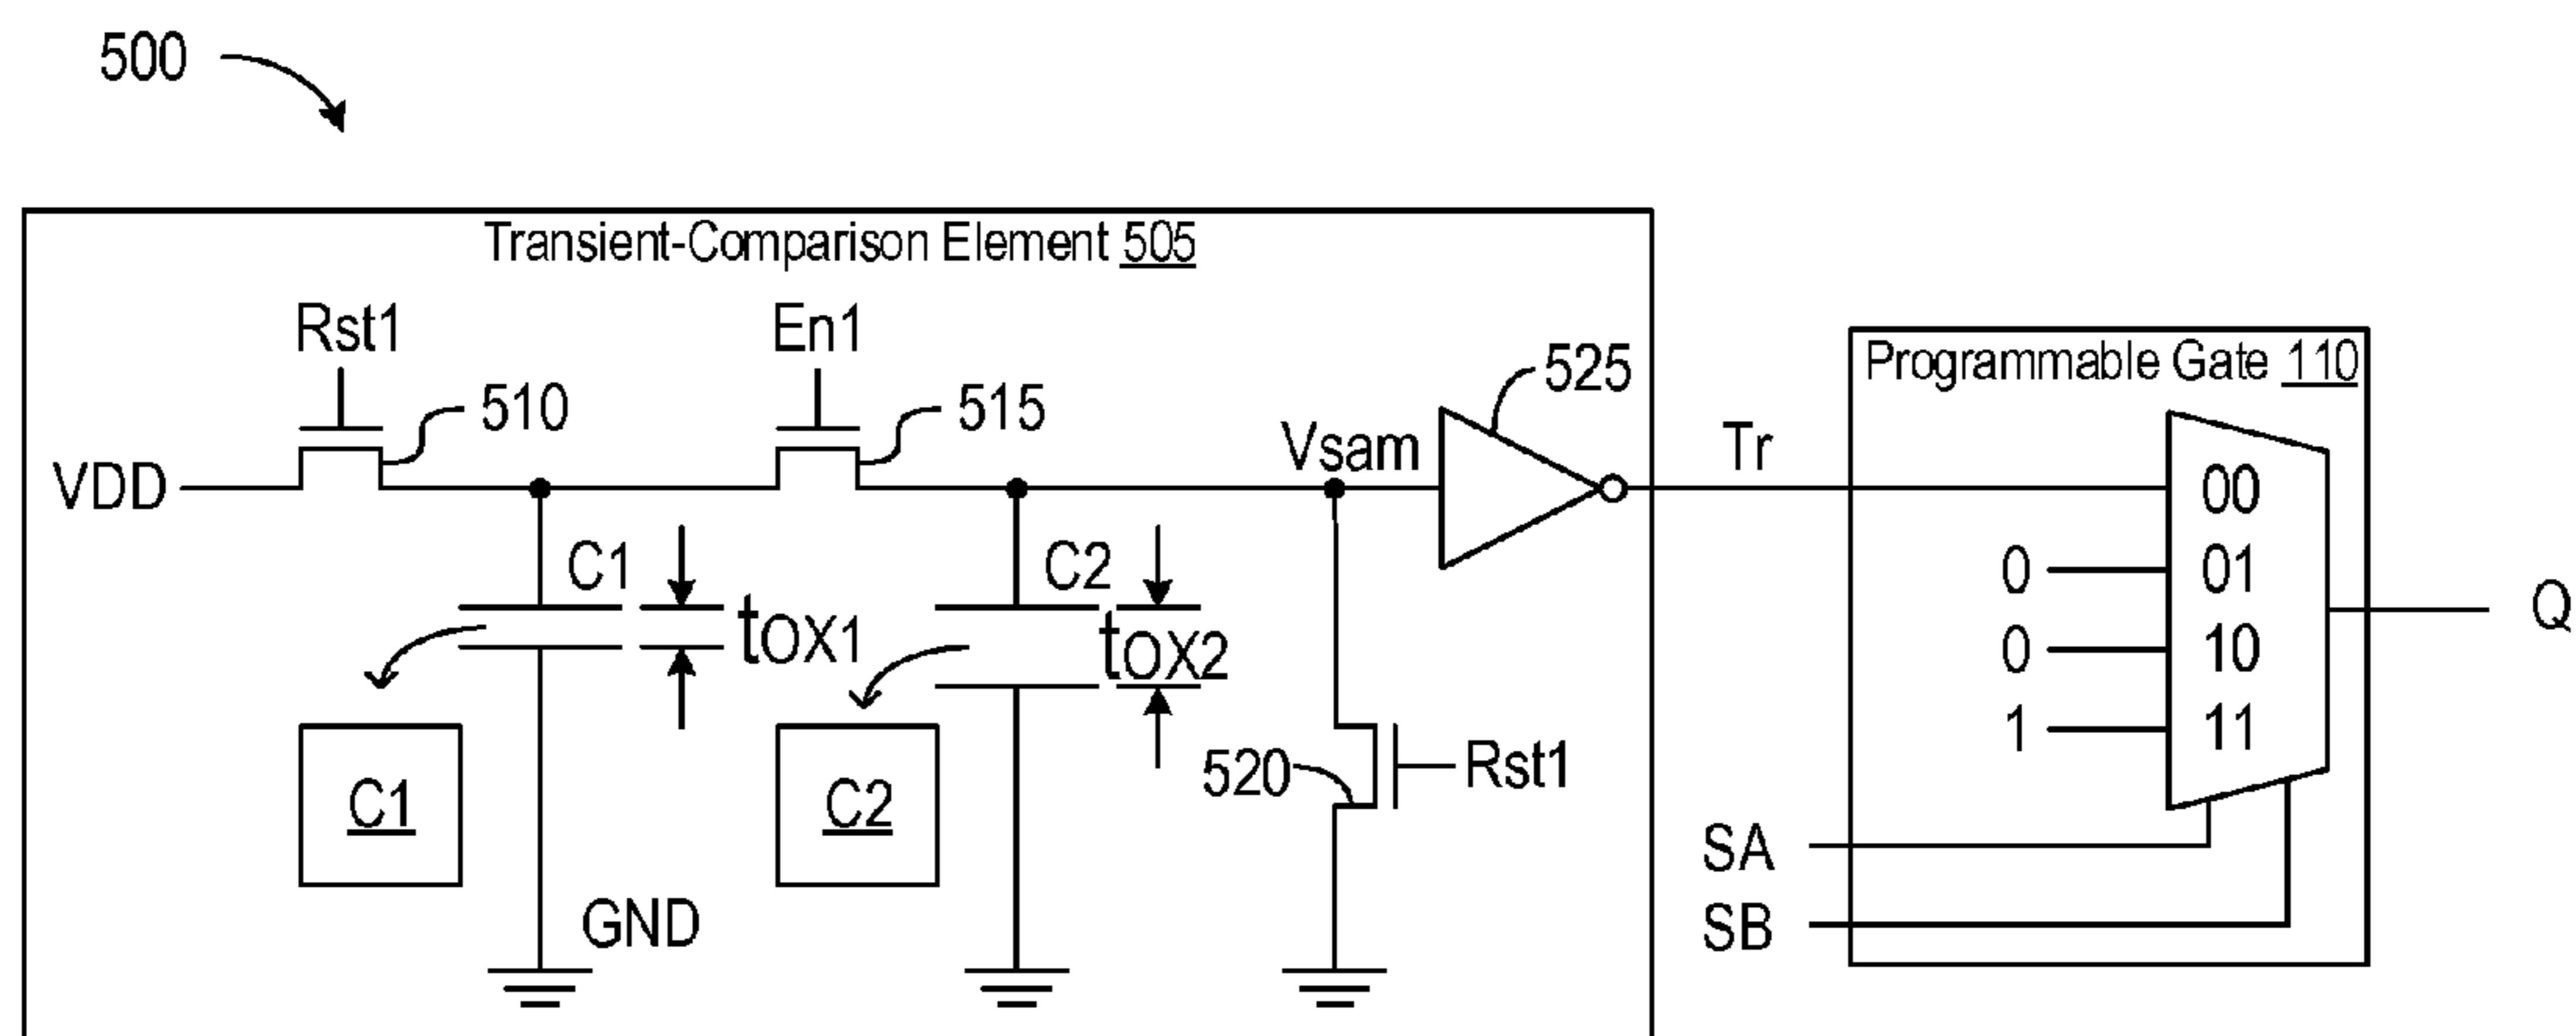 500
Transient-Comparison Element 505
Rst1
En1
510
515
525
Programmable Gate 110
VDD
Vsam
Tr
00
0
01
0
10
1
11
Q
C1
tOX1
C2
tOX2
C1
C2
520
Rst1
GND
SA
SB